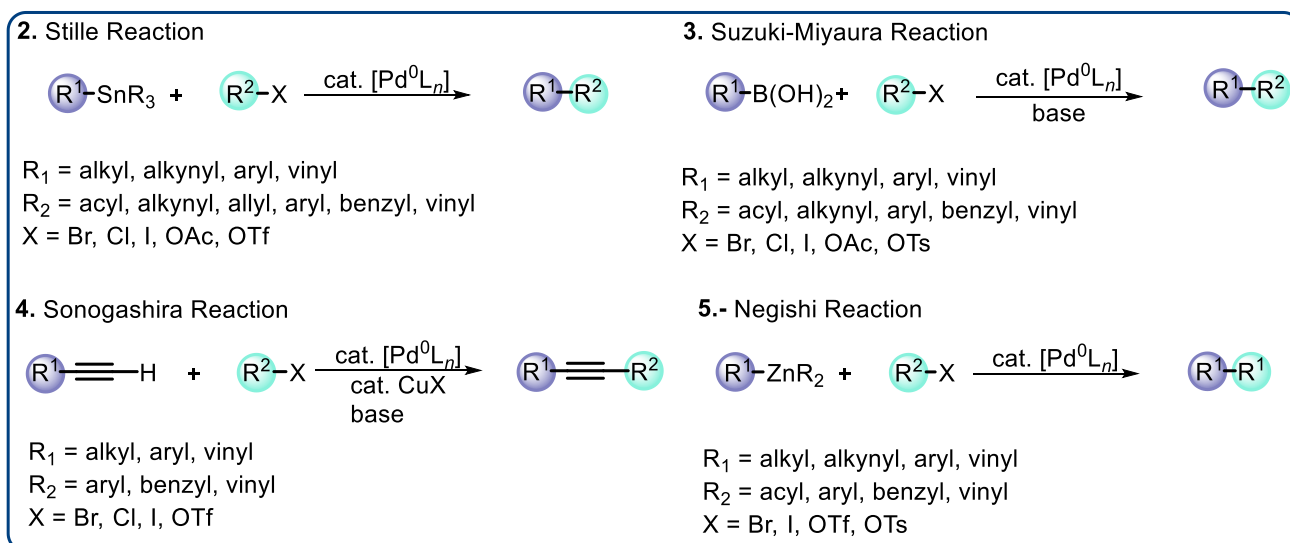 2. Stille Reaction
R¹-SnR₃ + R²-X cat. [Pd⁰Lₙ] R¹-R²
R₁ = alkyl, alkynyl, aryl, vinyl
R₂ = acyl, alkynyl, allyl, aryl, benzyl, vinyl
X = Br, Cl, I, OAc, OTf
3. Suzuki-Miyaura Reaction
R¹-B(OH)₂+ R²-X cat. [Pd⁰Lₙ] R¹-R²
base
R₁ = alkyl, alkynyl, aryl, vinyl
R₂ = acyl, alkynyl, aryl, benzyl, vinyl
X = Br, Cl, I, OAc, OTs
4. Sonogashira Reaction
R¹≡H + R²-X cat. [Pd⁰Lₙ] R¹≡R²
cat. CuX
base
R₁ = alkyl, aryl, vinyl
R₂ = aryl, benzyl, vinyl
X = Br, Cl, I, OTf
5.- Negishi Reaction
R¹-ZnR₂ + R²-X cat. [Pd⁰Lₙ] R¹-R¹
R₁ = alkyl, alkynyl, aryl, vinyl
R₂ = acyl, aryl, benzyl, vinyl
X = Br, I, OTf, OTs